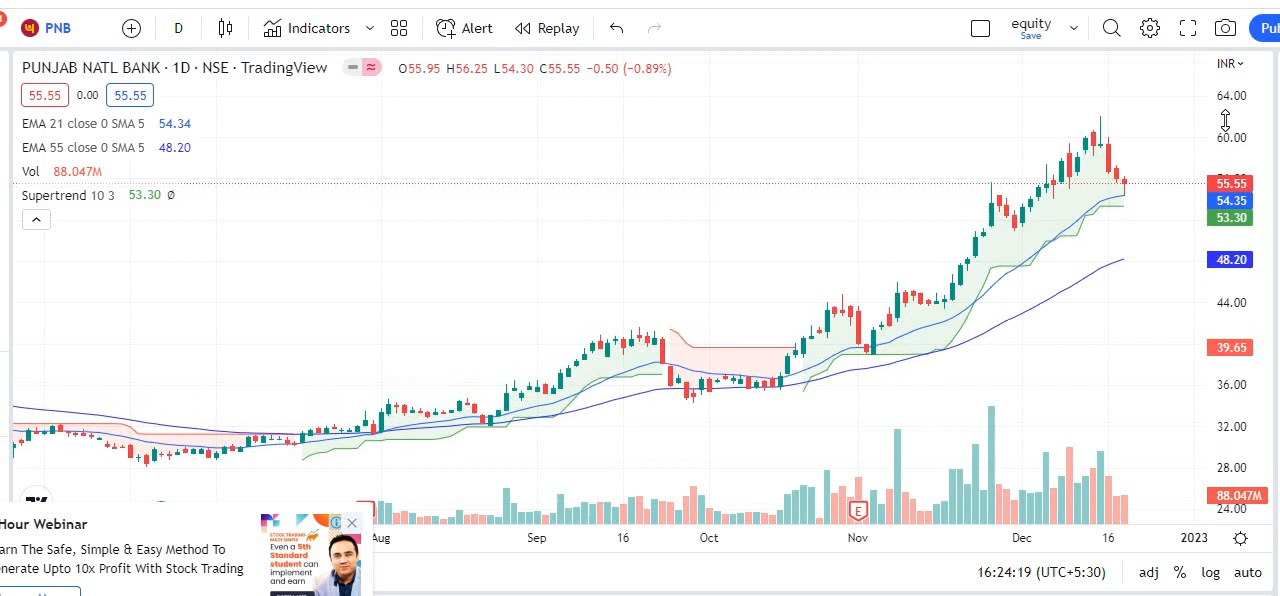 PNB
D
Indicators
Alert
Replay
equity
Save
Pu
PUNJAB NATL BANK · 1D · NSE · TradingView
O55.95 H56.25 L54.30 C55.55 −0.50 (−0.89%)
INR
55.55 0.00 55.55
64.00
EMA 21 close 0 SMA 5 54.34
60.00
EMA 55 close 0 SMA 5 48.20
Vol 88.047M
55.55
Supertrend 10 3 53.30 Ø
54.35
53.30
48.20
44.00
39.65
36.00
32.00
28.00
88.047M
24.00
E
Aug Sep 16 Oct Nov Dec 16 2023
Hour Webinar
arn The Safe, Simple & Easy Method To
enerate Upto 10x Profit With Stock Trading
STOCK TRADING
MADE SIMPLE
Even a 5th
Standard
student can
implement
and earn
16:24:19 (UTC+5:30) adj % log auto